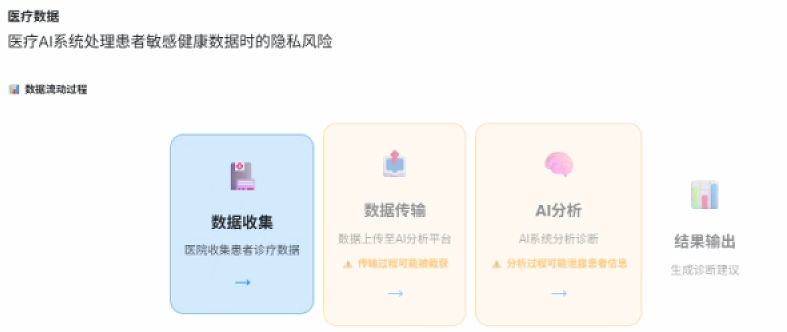 医疗数据
医疗AI系统处理患者敏感健康数据时的隐私风险
数据流动过程
数据收集
医院收集患者诊疗数据
→
数据传输
数据上传至AI分析平台
传输过程可能被截获
→
AI分析
AI系统分析诊断
分析过程可能泄露患者信息
→
结果输出
生成诊断建议